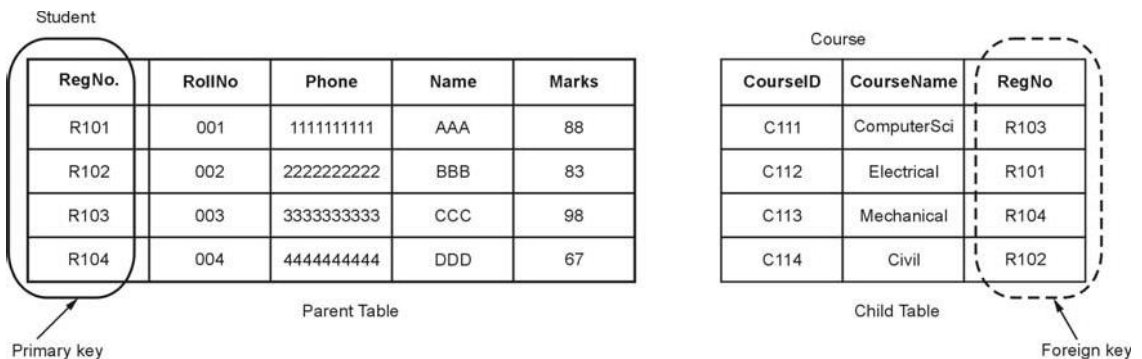 Student
Course
RegNo. RollNo Phone Name Marks
R101 001 1111111111 AAA 88
R102 002 2222222222 BBB 83
R103 003 3333333333 CCC 98
R104 004 4444444444 DDD 67
Parent Table
Primary key
CourseID CourseName RegNo
C111 ComputerSci R103
C112 Electrical R101
C113 Mechanical R104
C114 Civil R102
Child Table
Foreign key